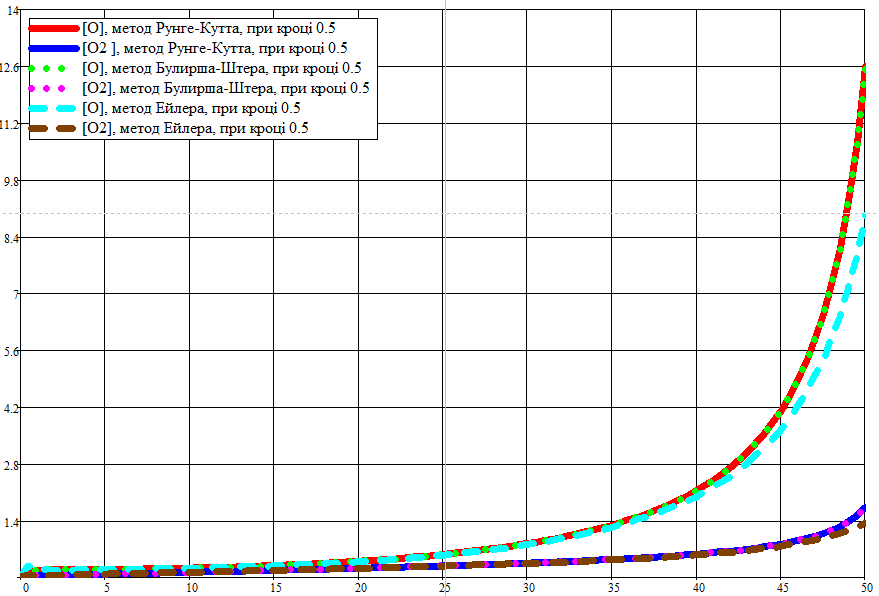 14
[O], метод Рунге-Кутта, при кроці 0.5
[O2 ], метод Рунге-Кутта, при кроці 0.5
12.6
[O], метод Булирша-Штера, при кроці 0.5
[O2], метод Булирша-Штера, при кроці 0.5
[O], метод Ейлера, при кроці 0.5
11.2
[O2], метод Ейлера, при кроці 0.5
9.8
8.4
7
5.6
4.2
2.8
1.4
0 5 10 15 20 25 30 35 40 45 50